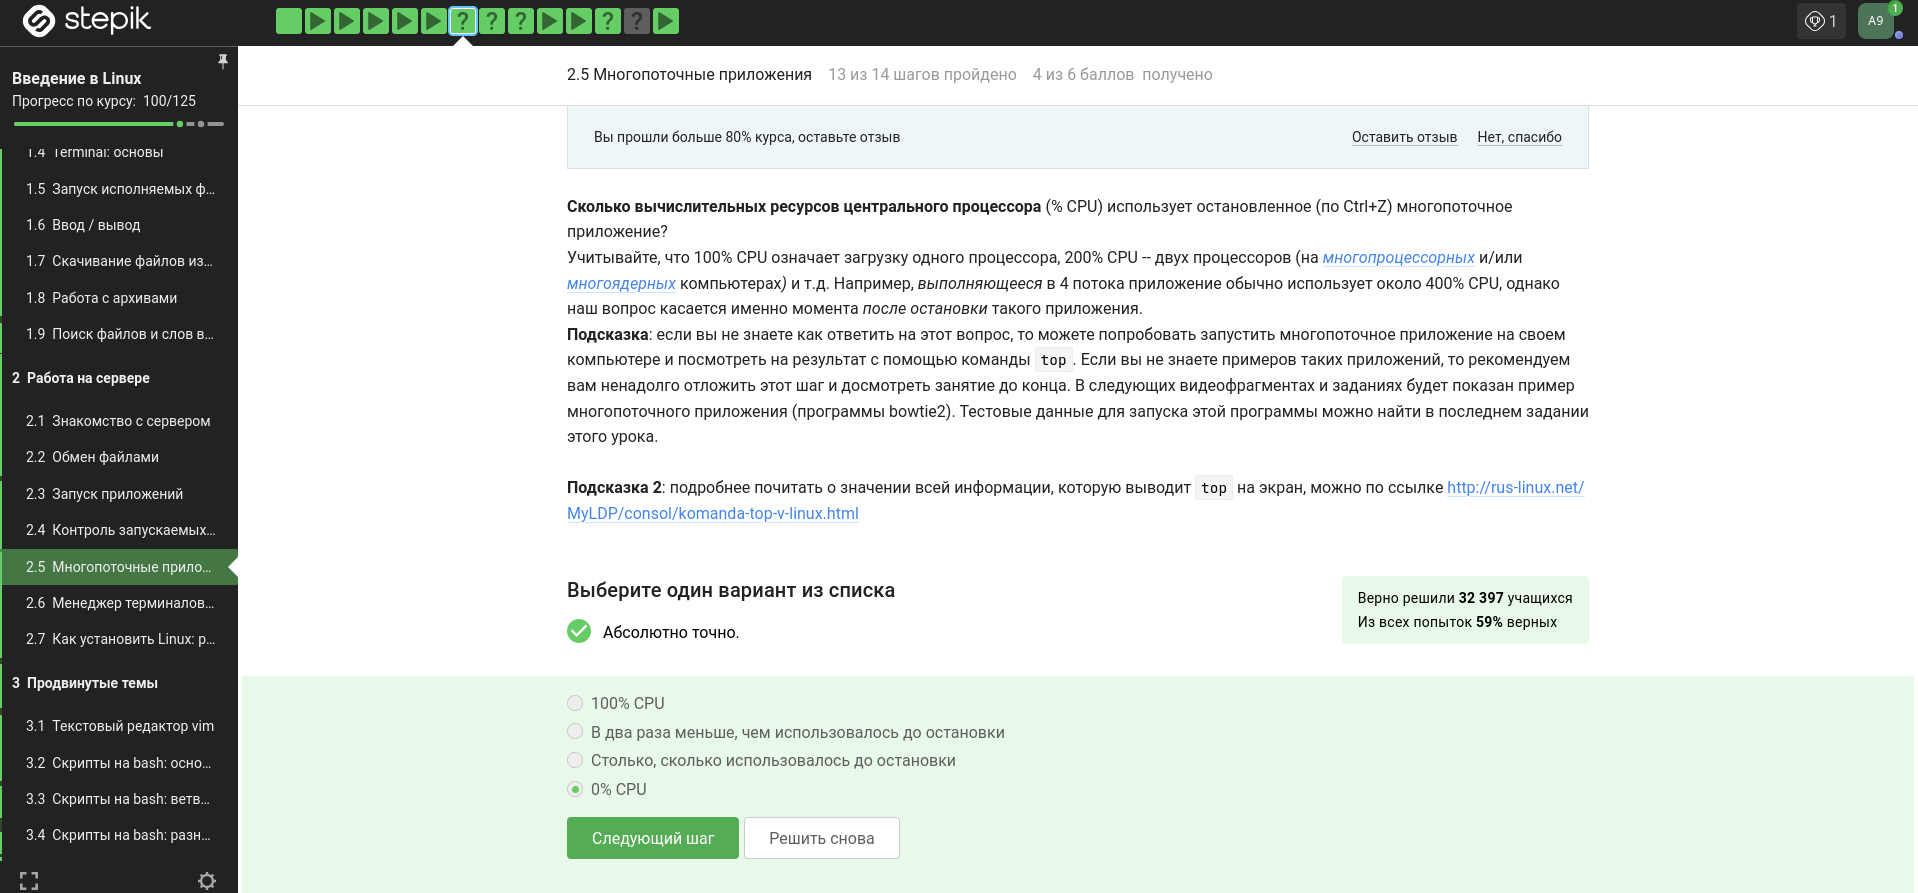 stepik
? ? ? ? ?
1
A9
1
Введение в Linux
Прогресс по курсу: 100/125
1.4 Terminal: основы
1.5 Запуск исполняемых ф...
1.6 Ввод / вывод
1.7 Скачивание файлов из...
1.8 Работа с архивами
1.9 Поиск файлов и слов в...
2 Работа на сервере
2.1 Знакомство с сервером
2.2 Обмен файлами
2.3 Запуск приложений
2.4 Контроль запускаемых...
2.5 Многопоточные прило...
2.6 Менеджер терминалов...
2.7 Как установить Linux: р...
3 Продвинутые темы
3.1 Текстовый редактор vim
3.2 Скрипты на bash: осно...
3.3 Скрипты на bash: ветв...
3.4 Скрипты на bash: разн...
2.5 Многопоточные приложения 13 из 14 шагов пройдено 4 из 6 баллов получено
Вы прошли больше 80% курса, оставьте отзыв Оставить отзыв Нет, спасибо
Сколько вычислительных ресурсов центрального процессора (% CPU) использует остановленное (по Ctrl+Z) многопоточное
приложение?
Учитывайте, что 100% CPU означает загрузку одного процессора, 200% CPU -- двух процессоров (на многопроцессорных и/или
многоядерных компьютерах) и т.д. Например, выполняющееся в 4 потока приложение обычно использует около 400% CPU, однако
наш вопрос касается именно момента после остановки такого приложения.
Подсказка: если вы не знаете как ответить на этот вопрос, то можете попробовать запустить многопоточное приложение на своем
компьютере и посмотреть на результат с помощью команды top. Если вы не знаете примеров таких приложений, то рекомендуем
вам ненадолго отложить этот шаг и досмотреть занятие до конца. В следующих видеофрагментах и заданиях будет показан пример
многопоточного приложения (программы bowtie2). Тестовые данные для запуска этой программы можно найти в последнем задании
этого урока.
Подсказка 2: подробнее почитать о значении всей информации, которую выводит top на экран, можно по ссылке http://rus-linux.net/
MyLDP/consol/komanda-top-v-linux.html
Выберите один вариант из списка
Абсолютно точно.
Верно решили 32 397 учащихся
Из всех попыток 59% верных
100% CPU
В два раза меньше, чем использовалось до остановки
Столько, сколько использовалось до остановки
0% CPU
Следующий шаг Решить снова